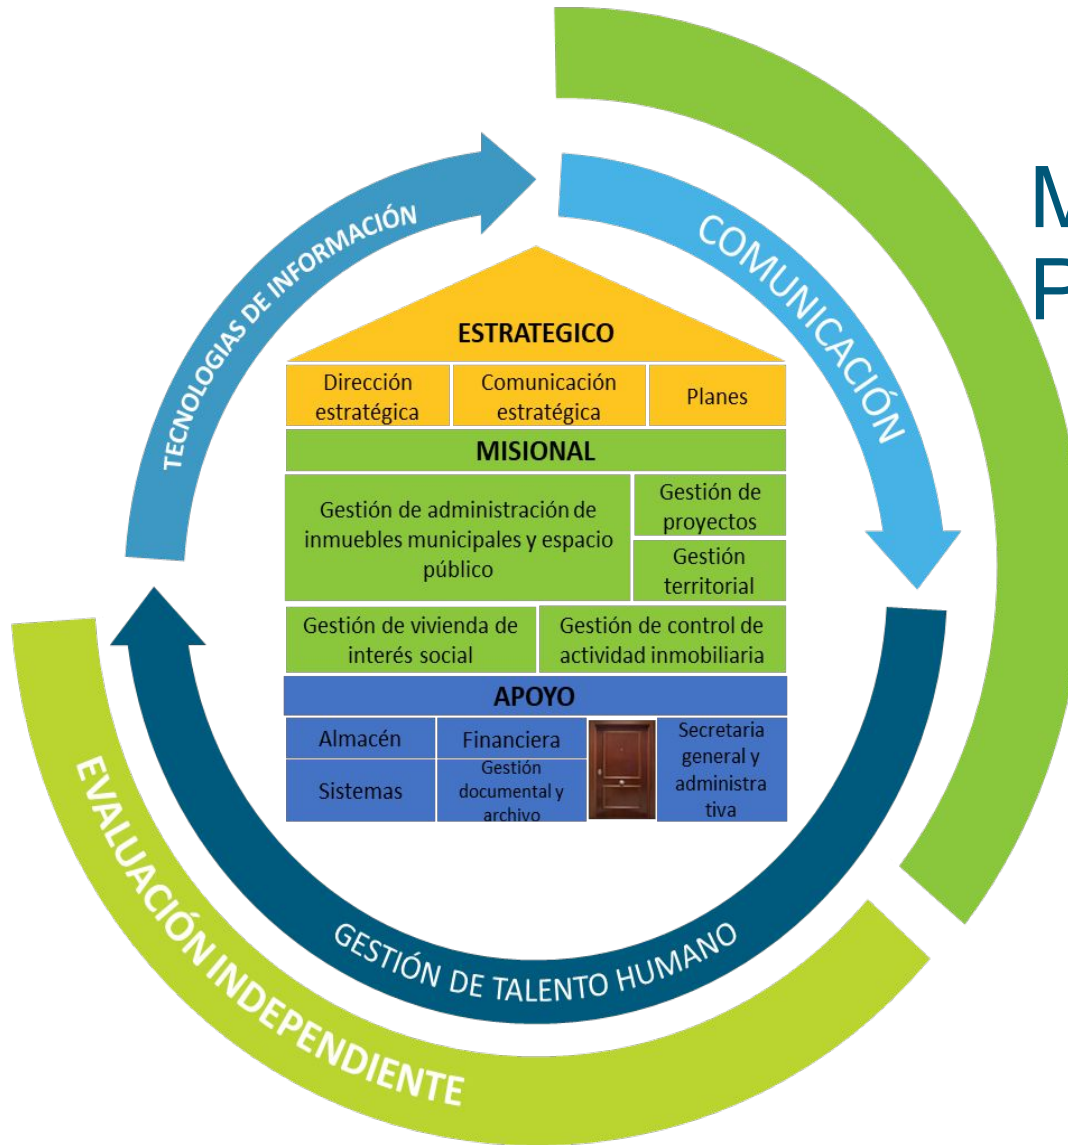 M
P
TECNOLOGIAS DE INFORMACIÓN
COMUNICACIÓN
ESTRATEGICO
Dirección
estratégica
Comunicación
estratégica
Planes
MISIONAL
Gestión de administración de
inmuebles municipales y espacio
público
Gestión de
proyectos
Gestión
territorial
Gestión de vivienda de
interés social
Gestión de control de
actividad inmobiliaria
APOYO
Almacén
Financiera
Sistemas
Gestión
documental y
archivo
Secretaria
general y
administra
tiva
GESTIÓN DE TALENTO HUMANO
EVALUACIÓN INDEPENDIENTE